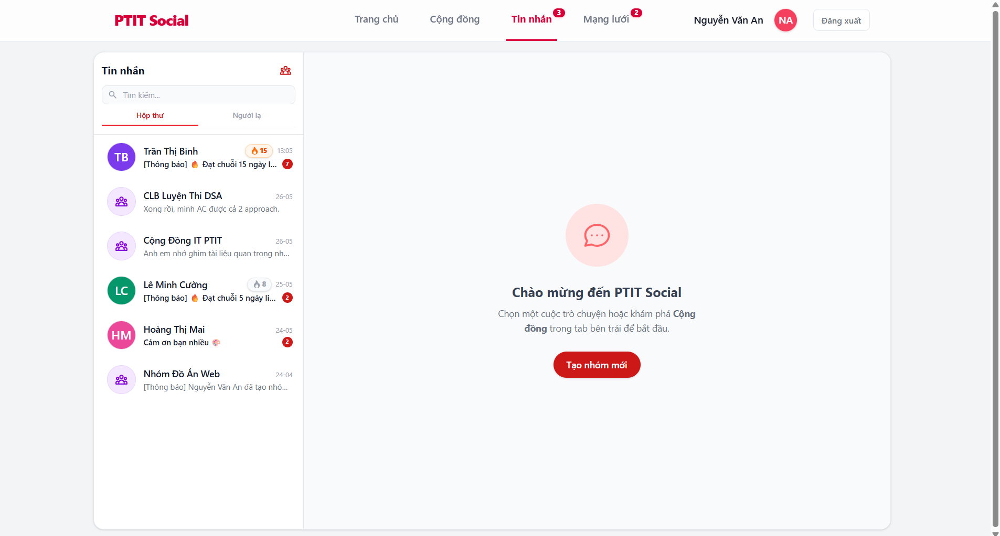 PTIT Social
Trang chủ
Cộng đồng
Tin nhắn
3
Mạng lưới
2
Nguyễn Văn An
NA
Đăng xuất
Tin nhắn
Tìm kiếm...
Hộp thư
Người lạ
TB
Trần Thị Bình
🔥 15
13:05
[Thông báo] 🔥 Đạt chuỗi 15 ngày l...
7
CLB Luyện Thi DSA
26-05
Xong rồi, mình AC được cả 2 approach.
Cộng Đồng IT PTIT
26-05
Anh em nhớ ghim tài liệu quan trọng nh...
LC
Lê Minh Cường
8
25-05
[Thông báo] 🔥 Đạt chuỗi 5 ngày li...
2
HM
Hoàng Thị Mai
24-05
Cảm ơn bạn nhiều 🎨
2
Nhóm Đồ Án Web
24-04
[Thông báo] Nguyễn Văn An đã tạo nhó...
Chào mừng đến PTIT Social
Chọn một cuộc trò chuyện hoặc khám phá Cộng
đồng trong tab bên trái để bắt đầu.
Tạo nhóm mới